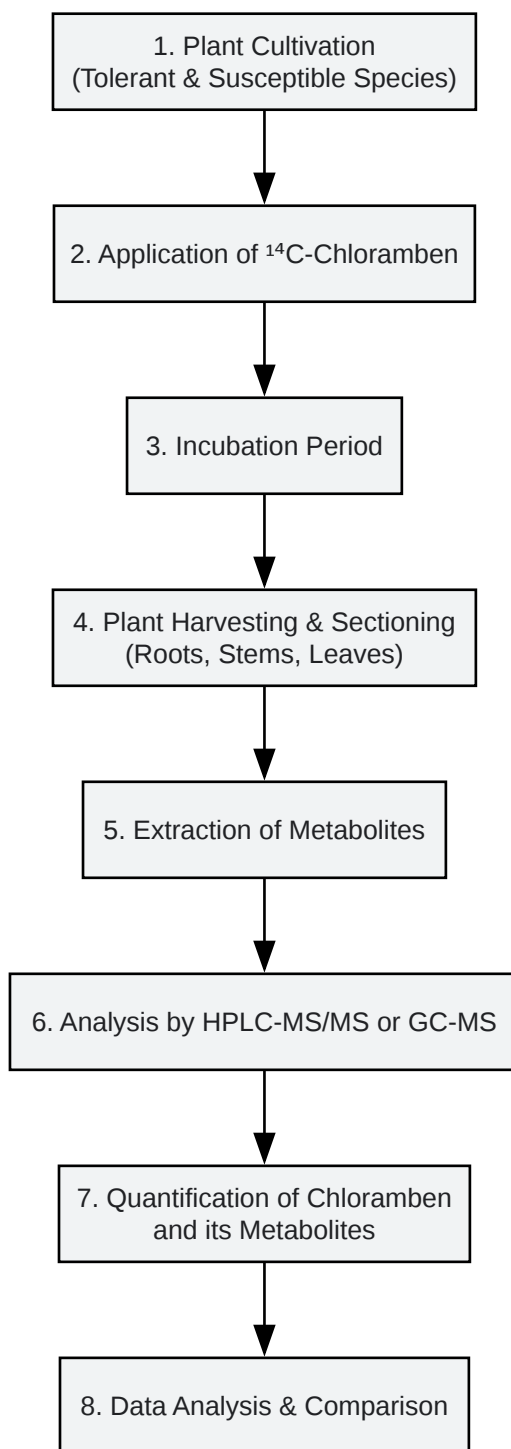 1. Plant Cultivation
(Tolerant & Susceptible Species)
2. Application of ¹⁴C-Chloramben
3. Incubation Period
4. Plant Harvesting & Sectioning
(Roots, Stems, Leaves)
5. Extraction of Metabolites
6. Analysis by HPLC-MS/MS or GC-MS
7. Quantification of Chloramben
and its Metabolites
8. Data Analysis & Comparison